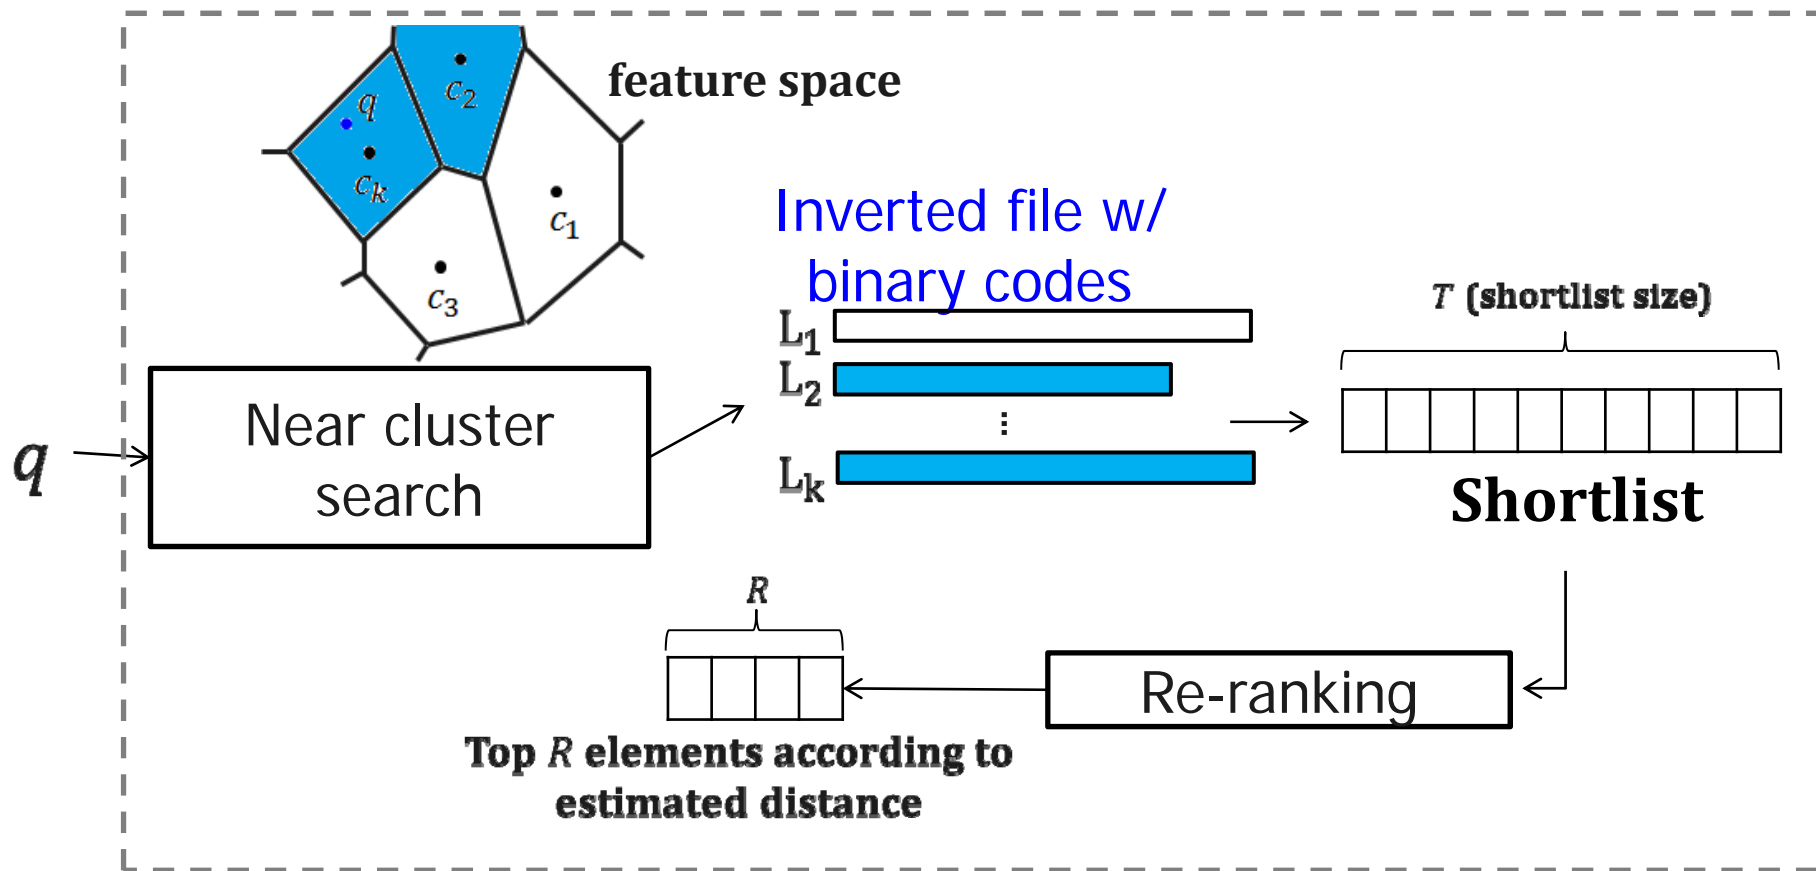 feature space
c₂
q
cₖ
c₁
c₃
Inverted file w/
binary codes
L₁
L₂
⋮
Lₖ
T (shortlist size)
Shortlist
q
Near cluster
search
R
Re-ranking
Top R elements according to
estimated distance